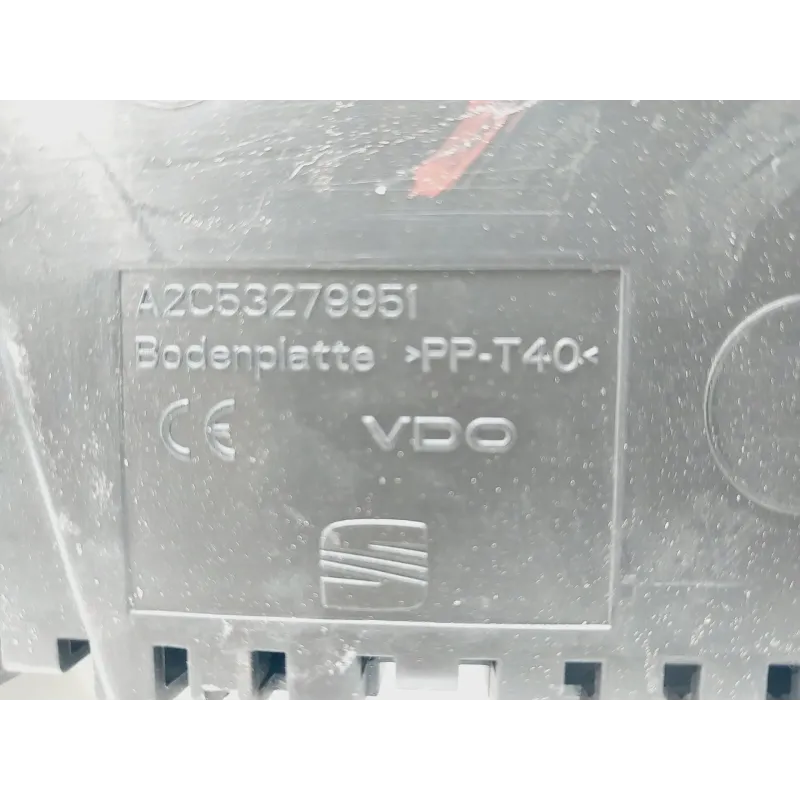 A2C53279951
Bodenplatte >PP-T40<
CE VDO